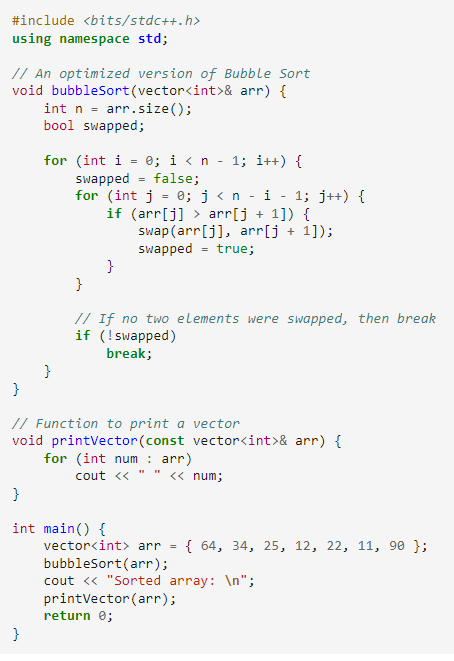 #include <bits/stdc++.h>
using namespace std;

// An optimized version of Bubble Sort
void bubbleSort(vector<int>& arr) {
    int n = arr.size();
    bool swapped;

    for (int i = 0; i < n - 1; i++) {
        swapped = false;
        for (int j = 0; j < n - i - 1; j++) {
            if (arr[j] > arr[j + 1]) {
                swap(arr[j], arr[j + 1]);
                swapped = true;
            }
        }

        // If no two elements were swapped, then break
        if (!swapped)
            break;
    }
}

// Function to print a vector
void printVector(const vector<int>& arr) {
    for (int num : arr)
        cout << " " << num;
}

int main() {
    vector<int> arr = { 64, 34, 25, 12, 22, 11, 90 };
    bubbleSort(arr);
    cout << "Sorted array: \n";
    printVector(arr);
    return 0;
}